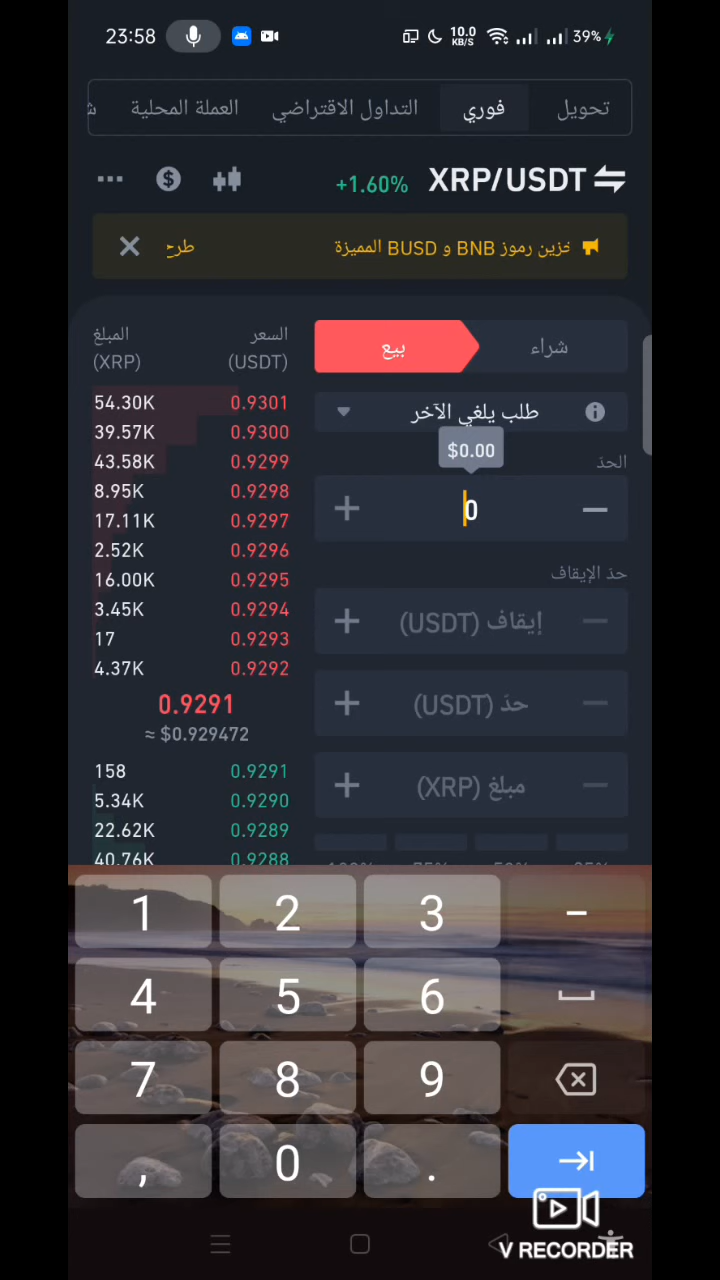 23:58
10.0 KB/S
39%
تحويل فوري التداول الاقتراضي العملة المحلية
XRP/USDT +1.60%
خزين رموز BNB و BUSD المميزة
طرح
شراء بيع
طلب يلغي الآخر
$0.00
الحدّ
0
حدّ الإيقاف
إيقاف (USDT)
حدّ (USDT)
مبلغ (XRP)
السعر المبلغ
(USDT) (XRP)
54.30K 0.9301
39.57K 0.9300
43.58K 0.9299
8.95K 0.9298
17.11K 0.9297
2.52K 0.9296
16.00K 0.9295
3.45K 0.9294
17 0.9293
4.37K 0.9292
0.9291
≈ $0.929472
158 0.9291
5.34K 0.9290
22.62K 0.9289
40.76K 0.9288
1 2 3 -
4 5 6
7 8 9
, 0 .
V RECORDER